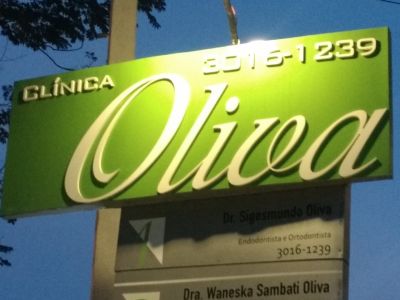 CLÍNICA
3016-1239
Oliva
Dr. Sigesmundo Oliva
Endodontista e Ortodontista
3016-1239
Dra. Waneska Sambati Oliva